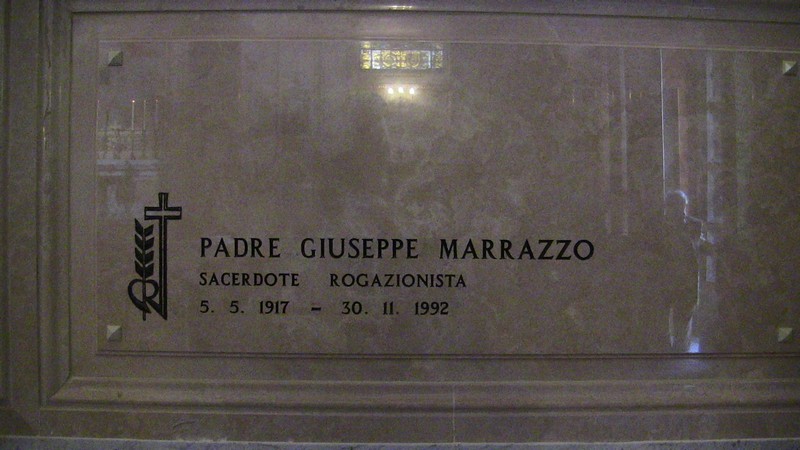 PADRE GIUSEPPE MARRAZZO
SACERDOTE ROGAZIONISTA
5. 5. 1917 – 30. 11. 1992